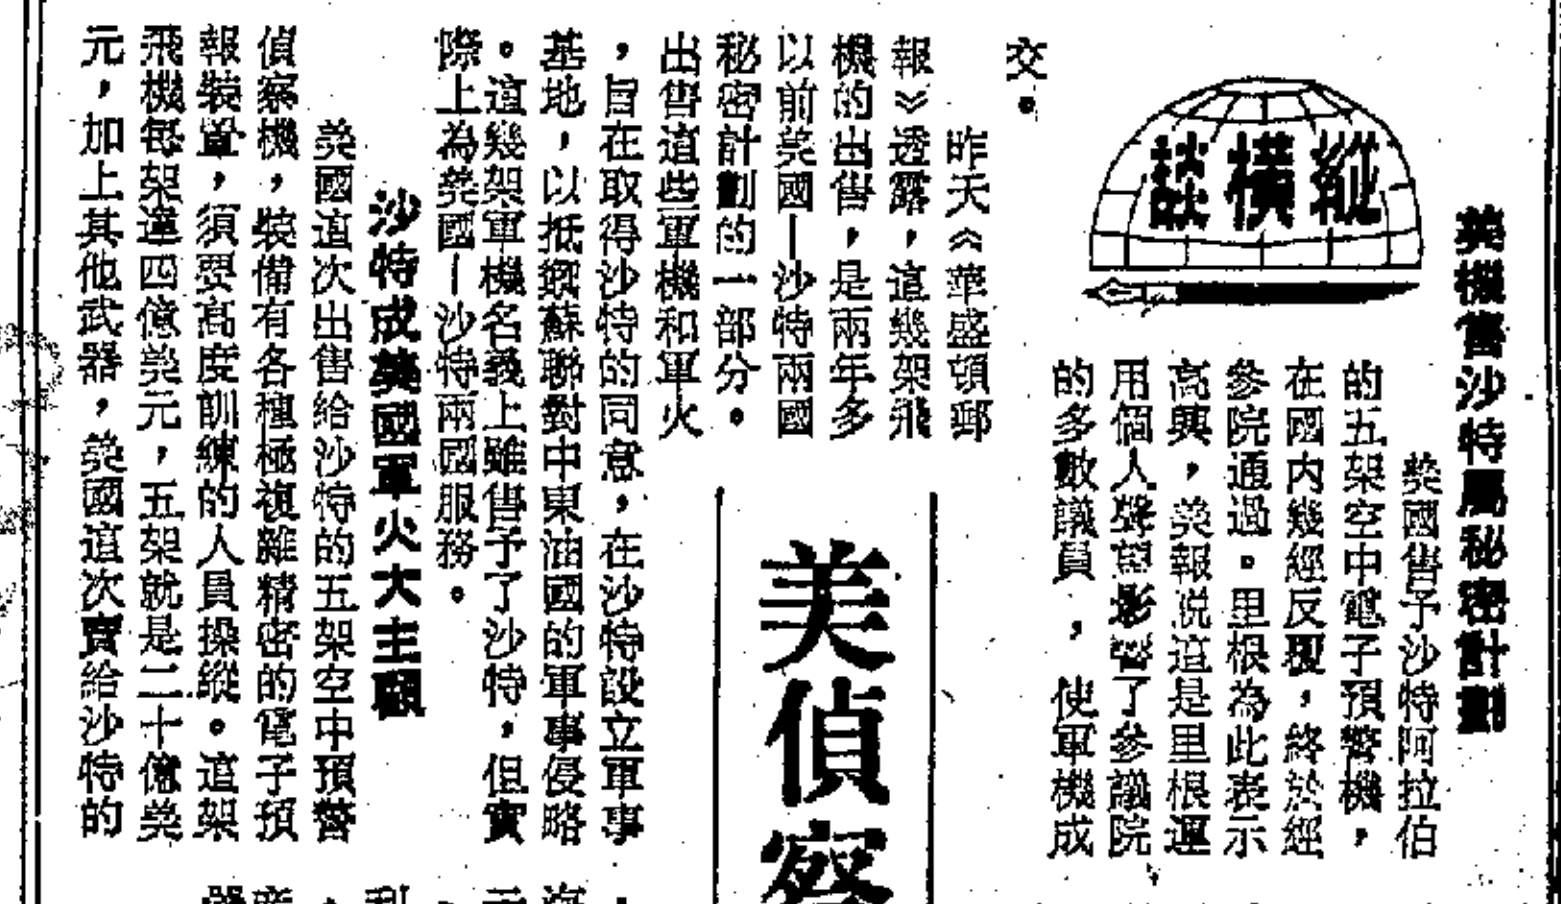 美機售沙特屬秘密計劃
縱橫談
美國售予沙特阿拉伯
的五架空中電子預警機，
在國內幾經反覆，終於經
參院通過。里根為此表示
高興，美報說這是里根運
用個人聲望影響了參議院
的多數議員，使軍機成
交。
昨天《華盛頓郵
報》透露，這幾架飛
機的出售，是兩年多
以前美國—沙特兩國
秘密計劃的一部分。
出售這些軍機和軍火
，旨在取得沙特的同意，在沙特設立軍事
基地，以抵禦蘇聯對中東油國的軍事侵略
。這幾架軍機名義上雖售予了沙特，但實
際上為美國—沙特兩國服務。
沙特成美國軍火大主顧
美國這次出售給沙特的五架空中預警
偵察機，裝備有各種極複雜精密的電子預
報裝置，須要高度訓練的人員操縱。這架
飛機每架達四億美元，五架就是二十億美
元，加上其他武器，美國這次賣給沙特的
美偵察